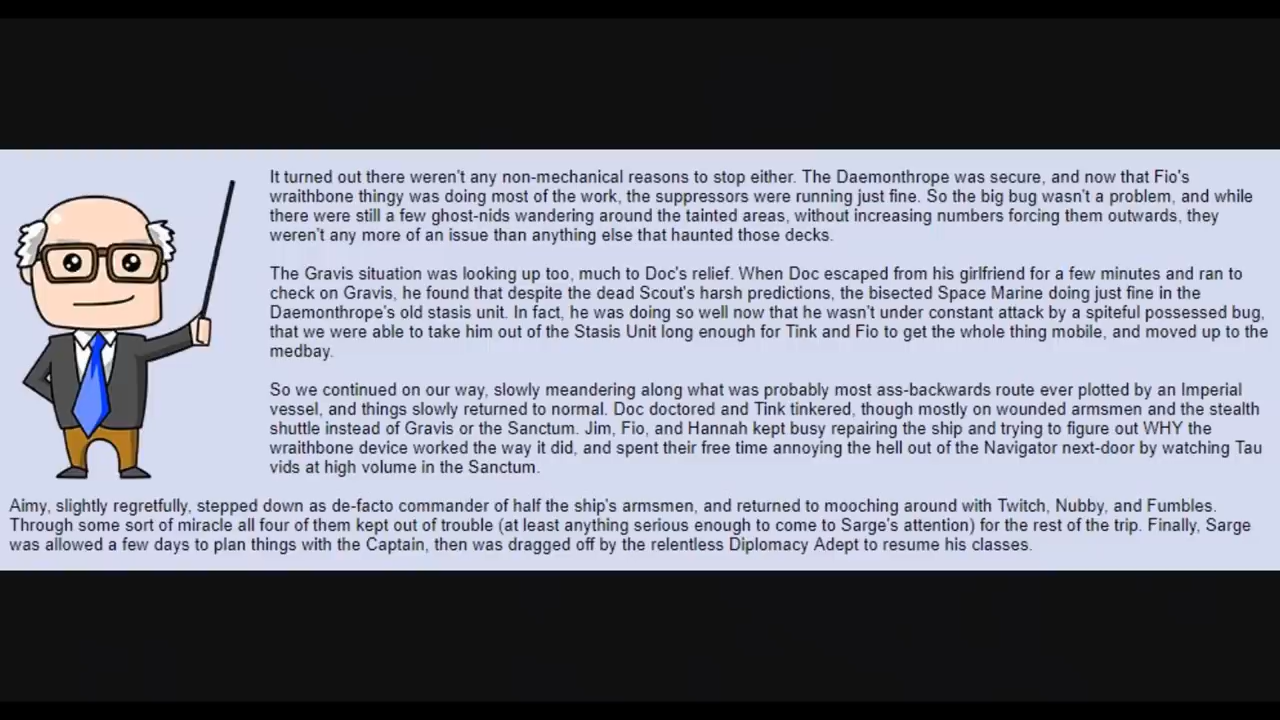 It turned out there weren't any non-mechanical reasons to stop either. The Daemonthrope was secure, and now that Fio's
wraithbone thingy was doing most of the work, the suppressors were running just fine. So the big bug wasn't a problem, and while
there were still a few ghost-nids wandering around the tainted areas, without increasing numbers forcing them outwards, they
weren't any more of an issue than anything else that haunted those decks.
The Gravis situation was looking up too, much to Doc's relief. When Doc escaped from his girlfriend for a few minutes and ran to
check on Gravis, he found that despite the dead Scout's harsh predictions, the bisected Space Marine doing just fine in the
Daemonthrope's old stasis unit. In fact, he was doing so well now that he wasn't under constant attack by a spiteful possessed bug,
that we were able to take him out of the Stasis Unit long enough for Tink and Fio to get the whole thing mobile, and moved up to the
medbay.
So we continued on our way, slowly meandering along what was probably most ass-backwards route ever plotted by an Imperial
vessel, and things slowly returned to normal. Doc doctored and Tink tinkered, though mostly on wounded armsmen and the stealth
shuttle instead of Gravis or the Sanctum. Jim, Fio, and Hannah kept busy repairing the ship and trying to figure out WHY the
wraithbone device worked the way it did, and spent their free time annoying the hell out of the Navigator next-door by watching Tau
vids at high volume in the Sanctum.
Aimy, slightly regretfully, stepped down as de-facto commander of half the ship's armsmen, and returned to mooching around with Twitch, Nubby, and Fumbles.
Through some sort of miracle all four of them kept out of trouble (at least anything serious enough to come to Sarge's attention) for the rest of the trip. Finally, Sarge
was allowed a few days to plan things with the Captain, then was dragged off by the relentless Diplomacy Adept to resume his classes.